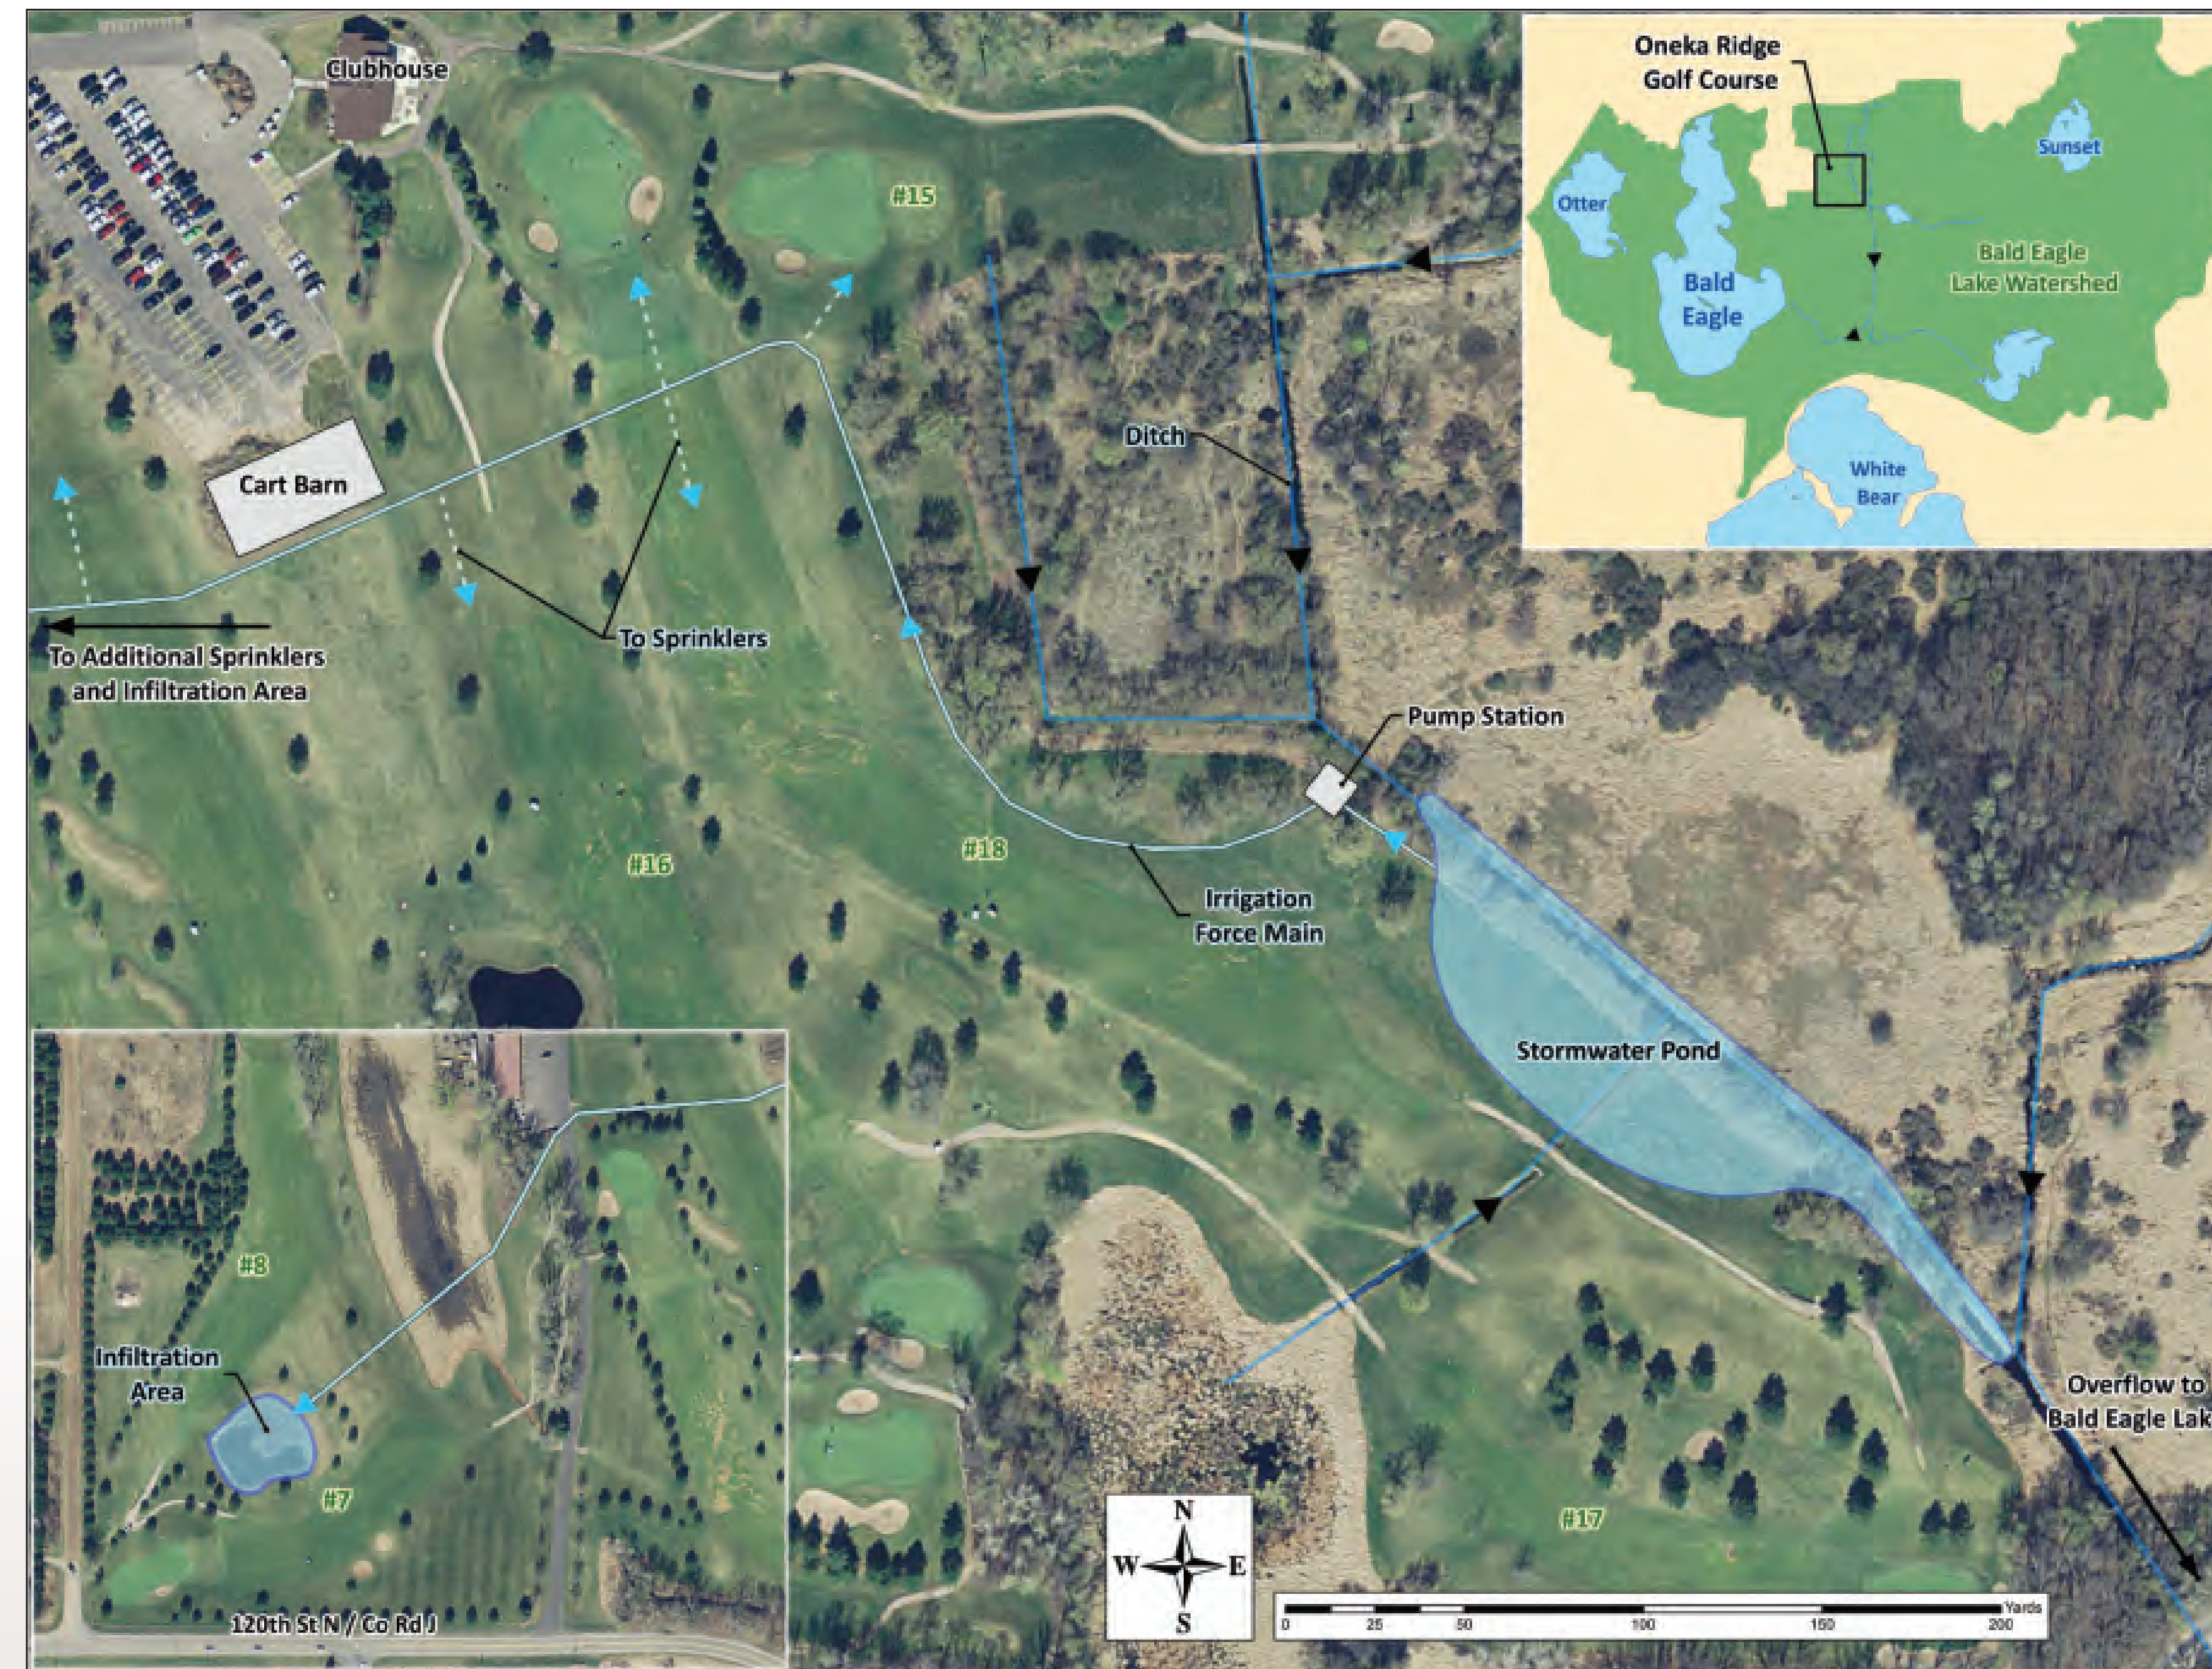 Clubhouse
Oneka Ridge
Golf Course
Sunset
Otter
#15
Bald Eagle
Lake Watershed
Bald
Eagle
Ditch
White
Bear
Cart Barn
To Sprinklers
To Additional Sprinklers
and Infiltration Area
Pump Station
#16
#18
Irrigation
Force Main
Stormwater Pond
#8
Infiltration
Area
#7
120th St N / Co Rd J
Overflow to
Bald Eagle Lak
#17
N
W E
S
Yards
0 25 50 100 150 200